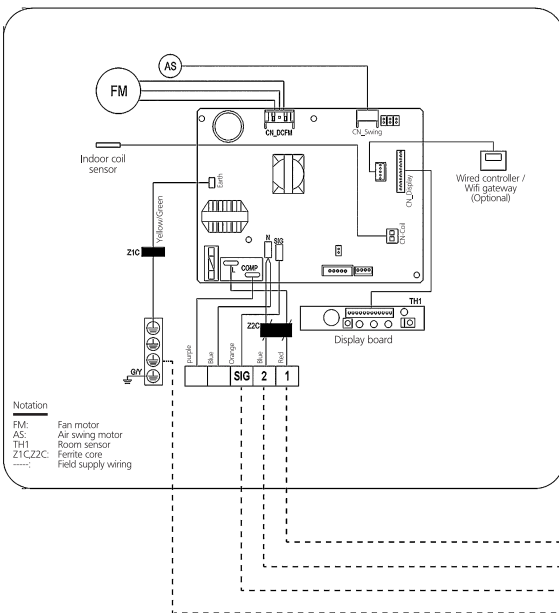 AS
FM
CN_DCFM
CN_Swing
Indoor coil
sensor
Earth
CN_Display
Wired controller /
Wifi gateway
(Optional)
Yellow/Green
CN-Coil
Z1C
N
SIG
L
COMP
TH1
Z2C
Display board
purple
Blue
Orange
Blue
Red
G/Y
SIG
2
1
Notation
FM: Fan motor
AS: Air swing motor
TH1 Room sensor
Z1C,Z2C: Ferrite core
-----: Field supply wiring